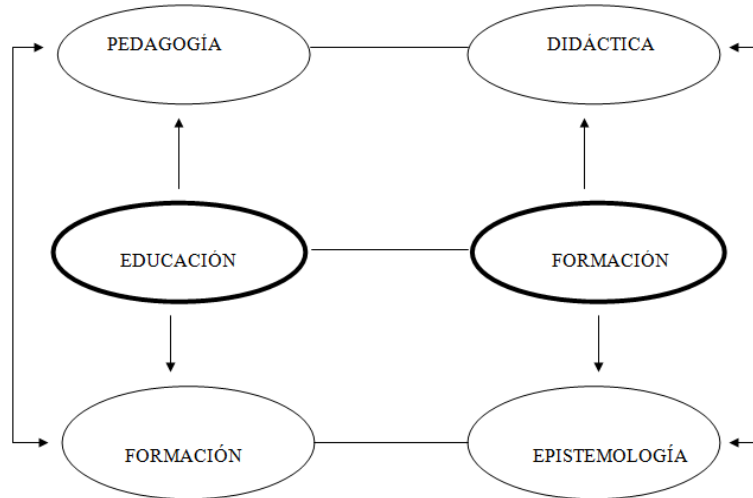 PEDAGOGÍA
DIDÁCTICA
EDUCACIÓN
FORMACIÓN
FORMACIÓN
EPISTEMOLOGÍA